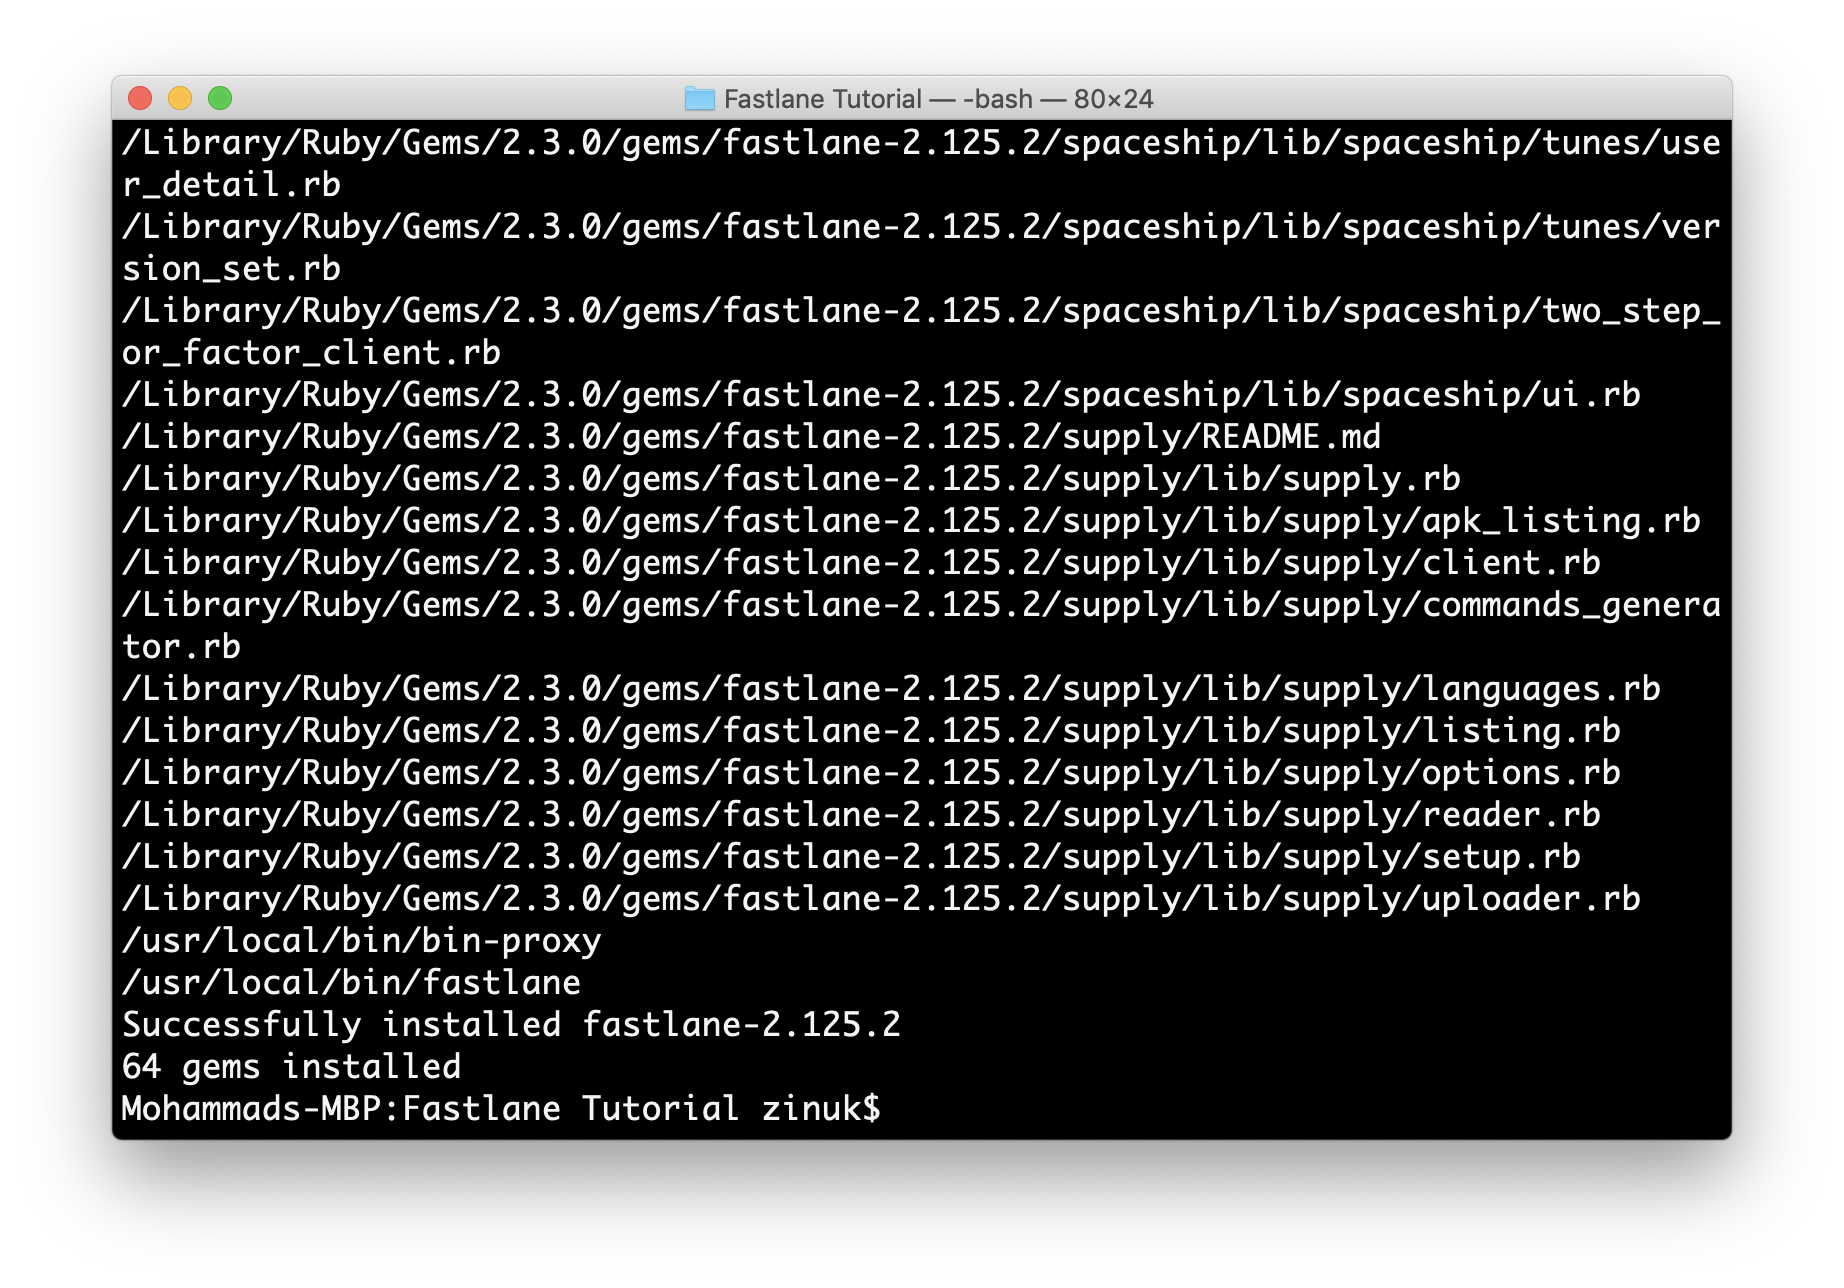 Fastlane Tutorial — -bash — 80×24
/Library/Ruby/Gems/2.3.0/gems/fastlane-2.125.2/spaceship/lib/spaceship/tunes/use
r_detail.rb
/Library/Ruby/Gems/2.3.0/gems/fastlane-2.125.2/spaceship/lib/spaceship/tunes/ver
sion_set.rb
/Library/Ruby/Gems/2.3.0/gems/fastlane-2.125.2/spaceship/lib/spaceship/two_step_
or_factor_client.rb
/Library/Ruby/Gems/2.3.0/gems/fastlane-2.125.2/spaceship/lib/spaceship/ui.rb
/Library/Ruby/Gems/2.3.0/gems/fastlane-2.125.2/supply/README.md
/Library/Ruby/Gems/2.3.0/gems/fastlane-2.125.2/supply/lib/supply.rb
/Library/Ruby/Gems/2.3.0/gems/fastlane-2.125.2/supply/lib/supply/apk_listing.rb
/Library/Ruby/Gems/2.3.0/gems/fastlane-2.125.2/supply/lib/supply/client.rb
/Library/Ruby/Gems/2.3.0/gems/fastlane-2.125.2/supply/lib/supply/commands_genera
tor.rb
/Library/Ruby/Gems/2.3.0/gems/fastlane-2.125.2/supply/lib/supply/languages.rb
/Library/Ruby/Gems/2.3.0/gems/fastlane-2.125.2/supply/lib/supply/listing.rb
/Library/Ruby/Gems/2.3.0/gems/fastlane-2.125.2/supply/lib/supply/options.rb
/Library/Ruby/Gems/2.3.0/gems/fastlane-2.125.2/supply/lib/supply/reader.rb
/Library/Ruby/Gems/2.3.0/gems/fastlane-2.125.2/supply/lib/supply/setup.rb
/Library/Ruby/Gems/2.3.0/gems/fastlane-2.125.2/supply/lib/supply/uploader.rb
/usr/local/bin/bin-proxy
/usr/local/bin/fastlane
Successfully installed fastlane-2.125.2
64 gems installed
Mohammads-MBP:Fastlane Tutorial zinuk$